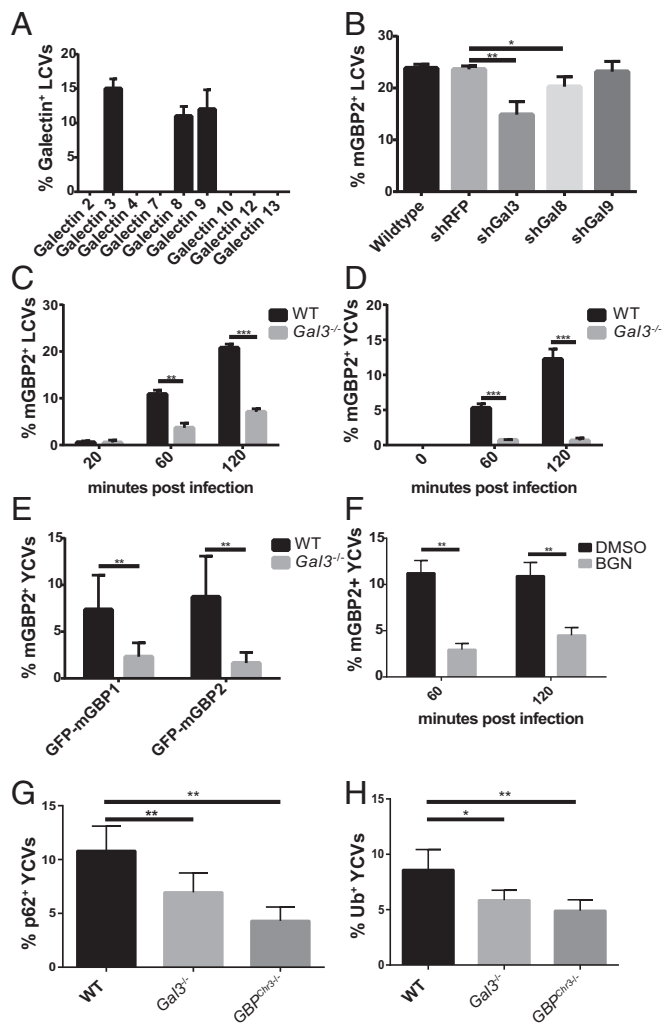 A
% Galectin+ LCVs
20
15
10
5
0
Galectin 2
Galectin 3
Galectin 4
Galectin 7
Galectin 8
Galectin 9
Galectin 10
Galectin 12
Galectin 13
B
% mGBP2+ LCVs
30
20
10
0
*
**
Wildtype
shRFP
shGal3
shGal8
shGal9
C
% mGBP2+ LCVs
30
20
10
0
WT
Gal3-/-
**
***
20
60
120
minutes post infection
D
% mGBP2+ YCVs
20
15
10
5
0
WT
Gal3-/-
***
***
0
60
120
minutes post infection
E
% mGBP2+ YCVs
15
10
5
0
WT
Gal3-/-
**
**
GFP-mGBP1
GFP-mGBP2
F
% mGBP2+ YCVs
15
10
5
0
DMSO
BGN
**
**
60
120
minutes post infection
G
% p62+ YCVs
15
10
5
0
**
**
WT
Gal3-/-
GBPChr3-/-
H
% Ub+ YCVs
15
10
5
0
**
*
WT
Gal3-/-
GBPChr3-/-